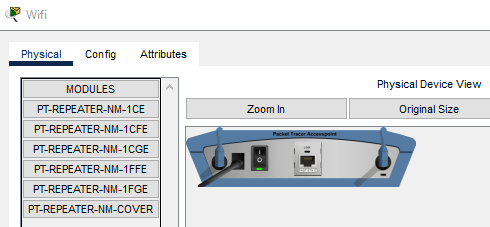 Wifi
Physical Config Attributes
MODULES
PT-REPEATER-NM-1CE
PT-REPEATER-NM-1CFE
PT-REPEATER-NM-1CGE
PT-REPEATER-NM-1FFE
PT-REPEATER-NM-1FGE
PT-REPEATER-NM-COVER
Physical Device View
Zoom In Original Size
Packet Tracer Accesspoint